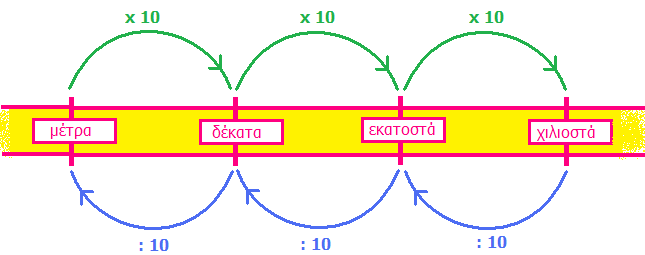 x 10 x 10 x 10
μέτρα δέκατα εκατοστά χιλιοστά
: 10 : 10 : 10